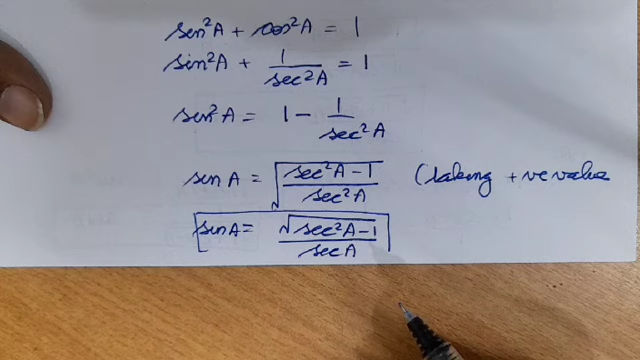 sin²A + cos²A = 1
sin²A + 1/sec²A = 1
sin²A = 1 - 1/sec²A
sin A = √((sec²A - 1)/sec²A) (taking +ve value
sinA = √(sec²A - 1)/sec A